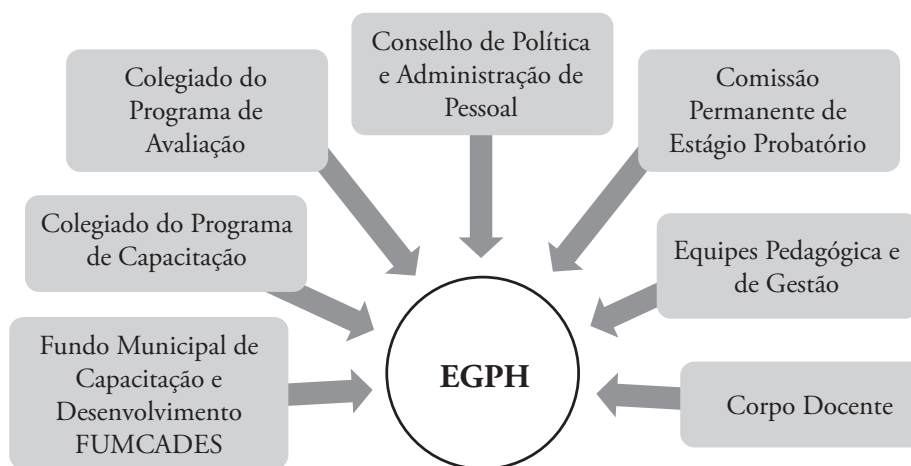 Conselho de Política
e Administração de
Pessoal
Colegiado do
Programa de
Avaliação
Comissão
Permanente de
Estágio Probatório
Colegiado do Programa
de Capacitação
Equipes Pedagógica e
de Gestão
Fundo Municipal de
Capacitação e
Desenvolvimento
FUMCADES
EGPH
Corpo Docente